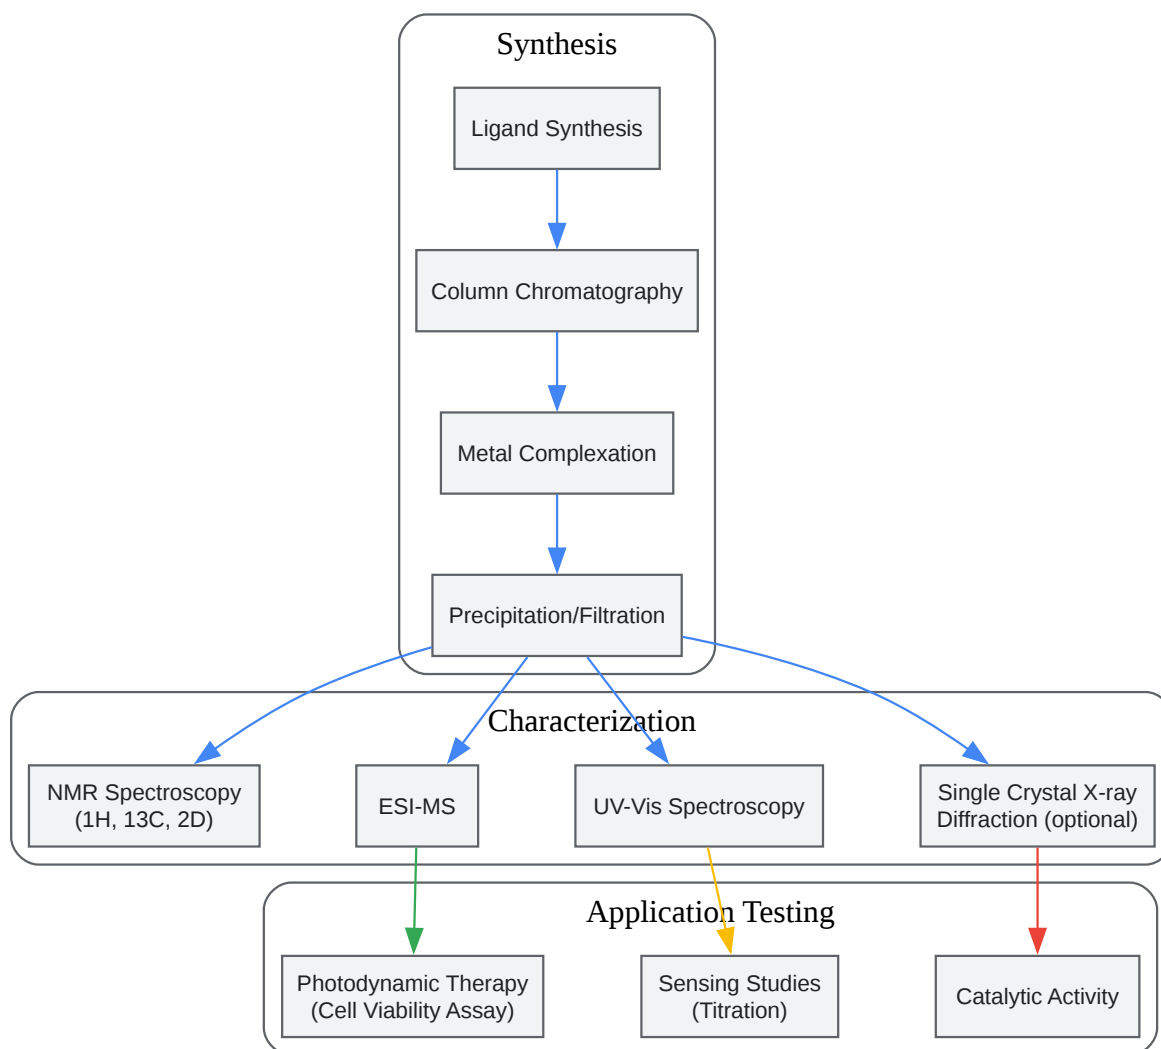 Synthesis
Ligand Synthesis
Column Chromatography
Metal Complexation
Precipitation/Filtration
Characterization
NMR Spectroscopy
(1H, 13C, 2D)
ESI-MS
UV-Vis Spectroscopy
Single Crystal X-ray
Diffraction (optional)
Application Testing
Photodynamic Therapy
(Cell Viability Assay)
Sensing Studies
(Titration)
Catalytic Activity